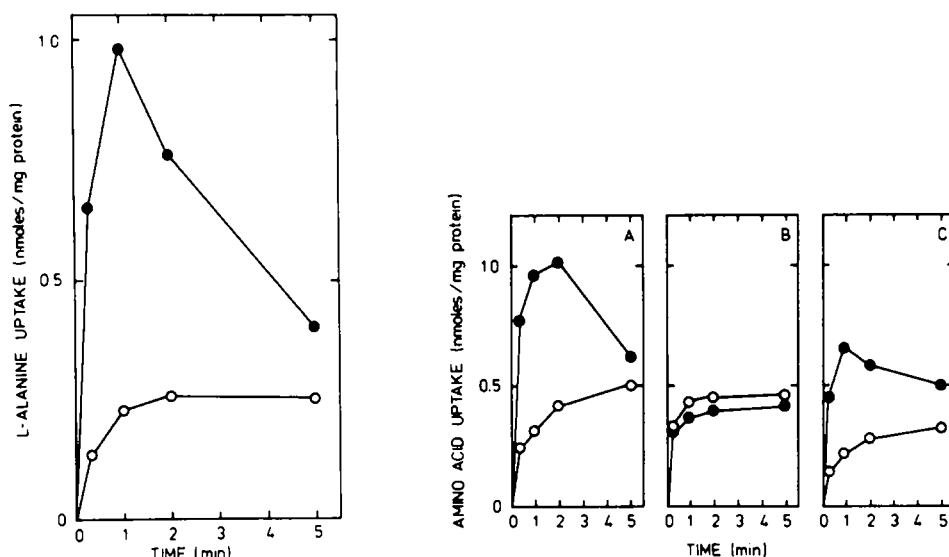 L-ALANINE UPTAKE (nmoles/mg protein)
1.0
0.5
0
0 1 2 3 4 5
TIME (min)
AMINO ACID UPTAKE (nmoles/mg protein)
1.0
0.5
0
A
B
C
0 1 2 3 4 5
0 1 2 3 4 5
0 1 2 3 4 5
TIME (min)